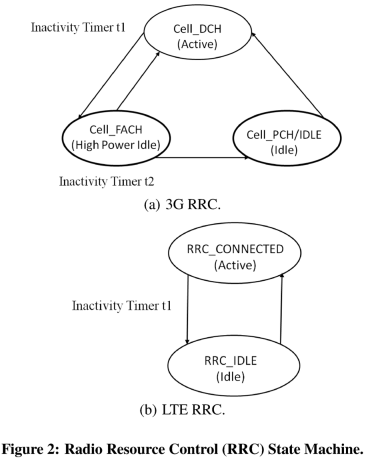 Inactivity Timer t1
Cell_DCH
(Active)
Cell_FACH
(High Power Idle)
Cell_PCH/IDLE
(Idle)
Inactivity Timer t2
(a) 3G RRC.
RRC_CONNECTED
(Active)
Inactivity Timer t1
RRC_IDLE
(Idle)
(b) LTE RRC.
Figure 2: Radio Resource Control (RRC) State Machine.